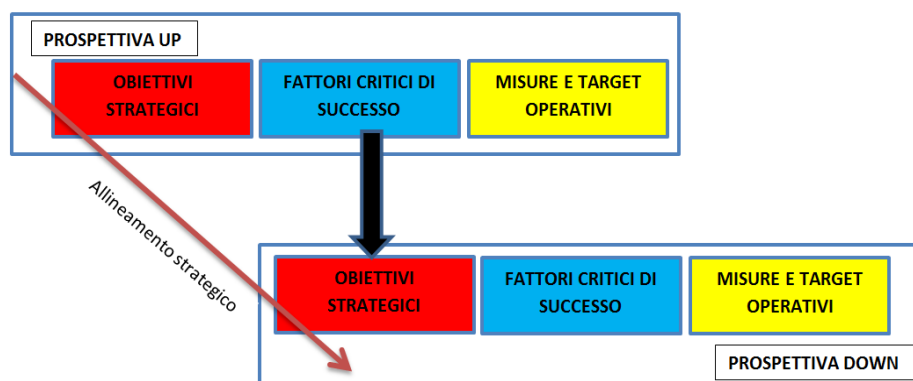 PROSPETTIVA UP
OBIETTIVI
STRATEGICI
FATTORI CRITICI DI
SUCCESSO
MISURE E TARGET
OPERATIVI
Allineamento strategico
OBIETTIVI
STRATEGICI
FATTORI CRITICI DI
SUCCESSO
MISURE E TARGET
OPERATIVI
PROSPETTIVA DOWN